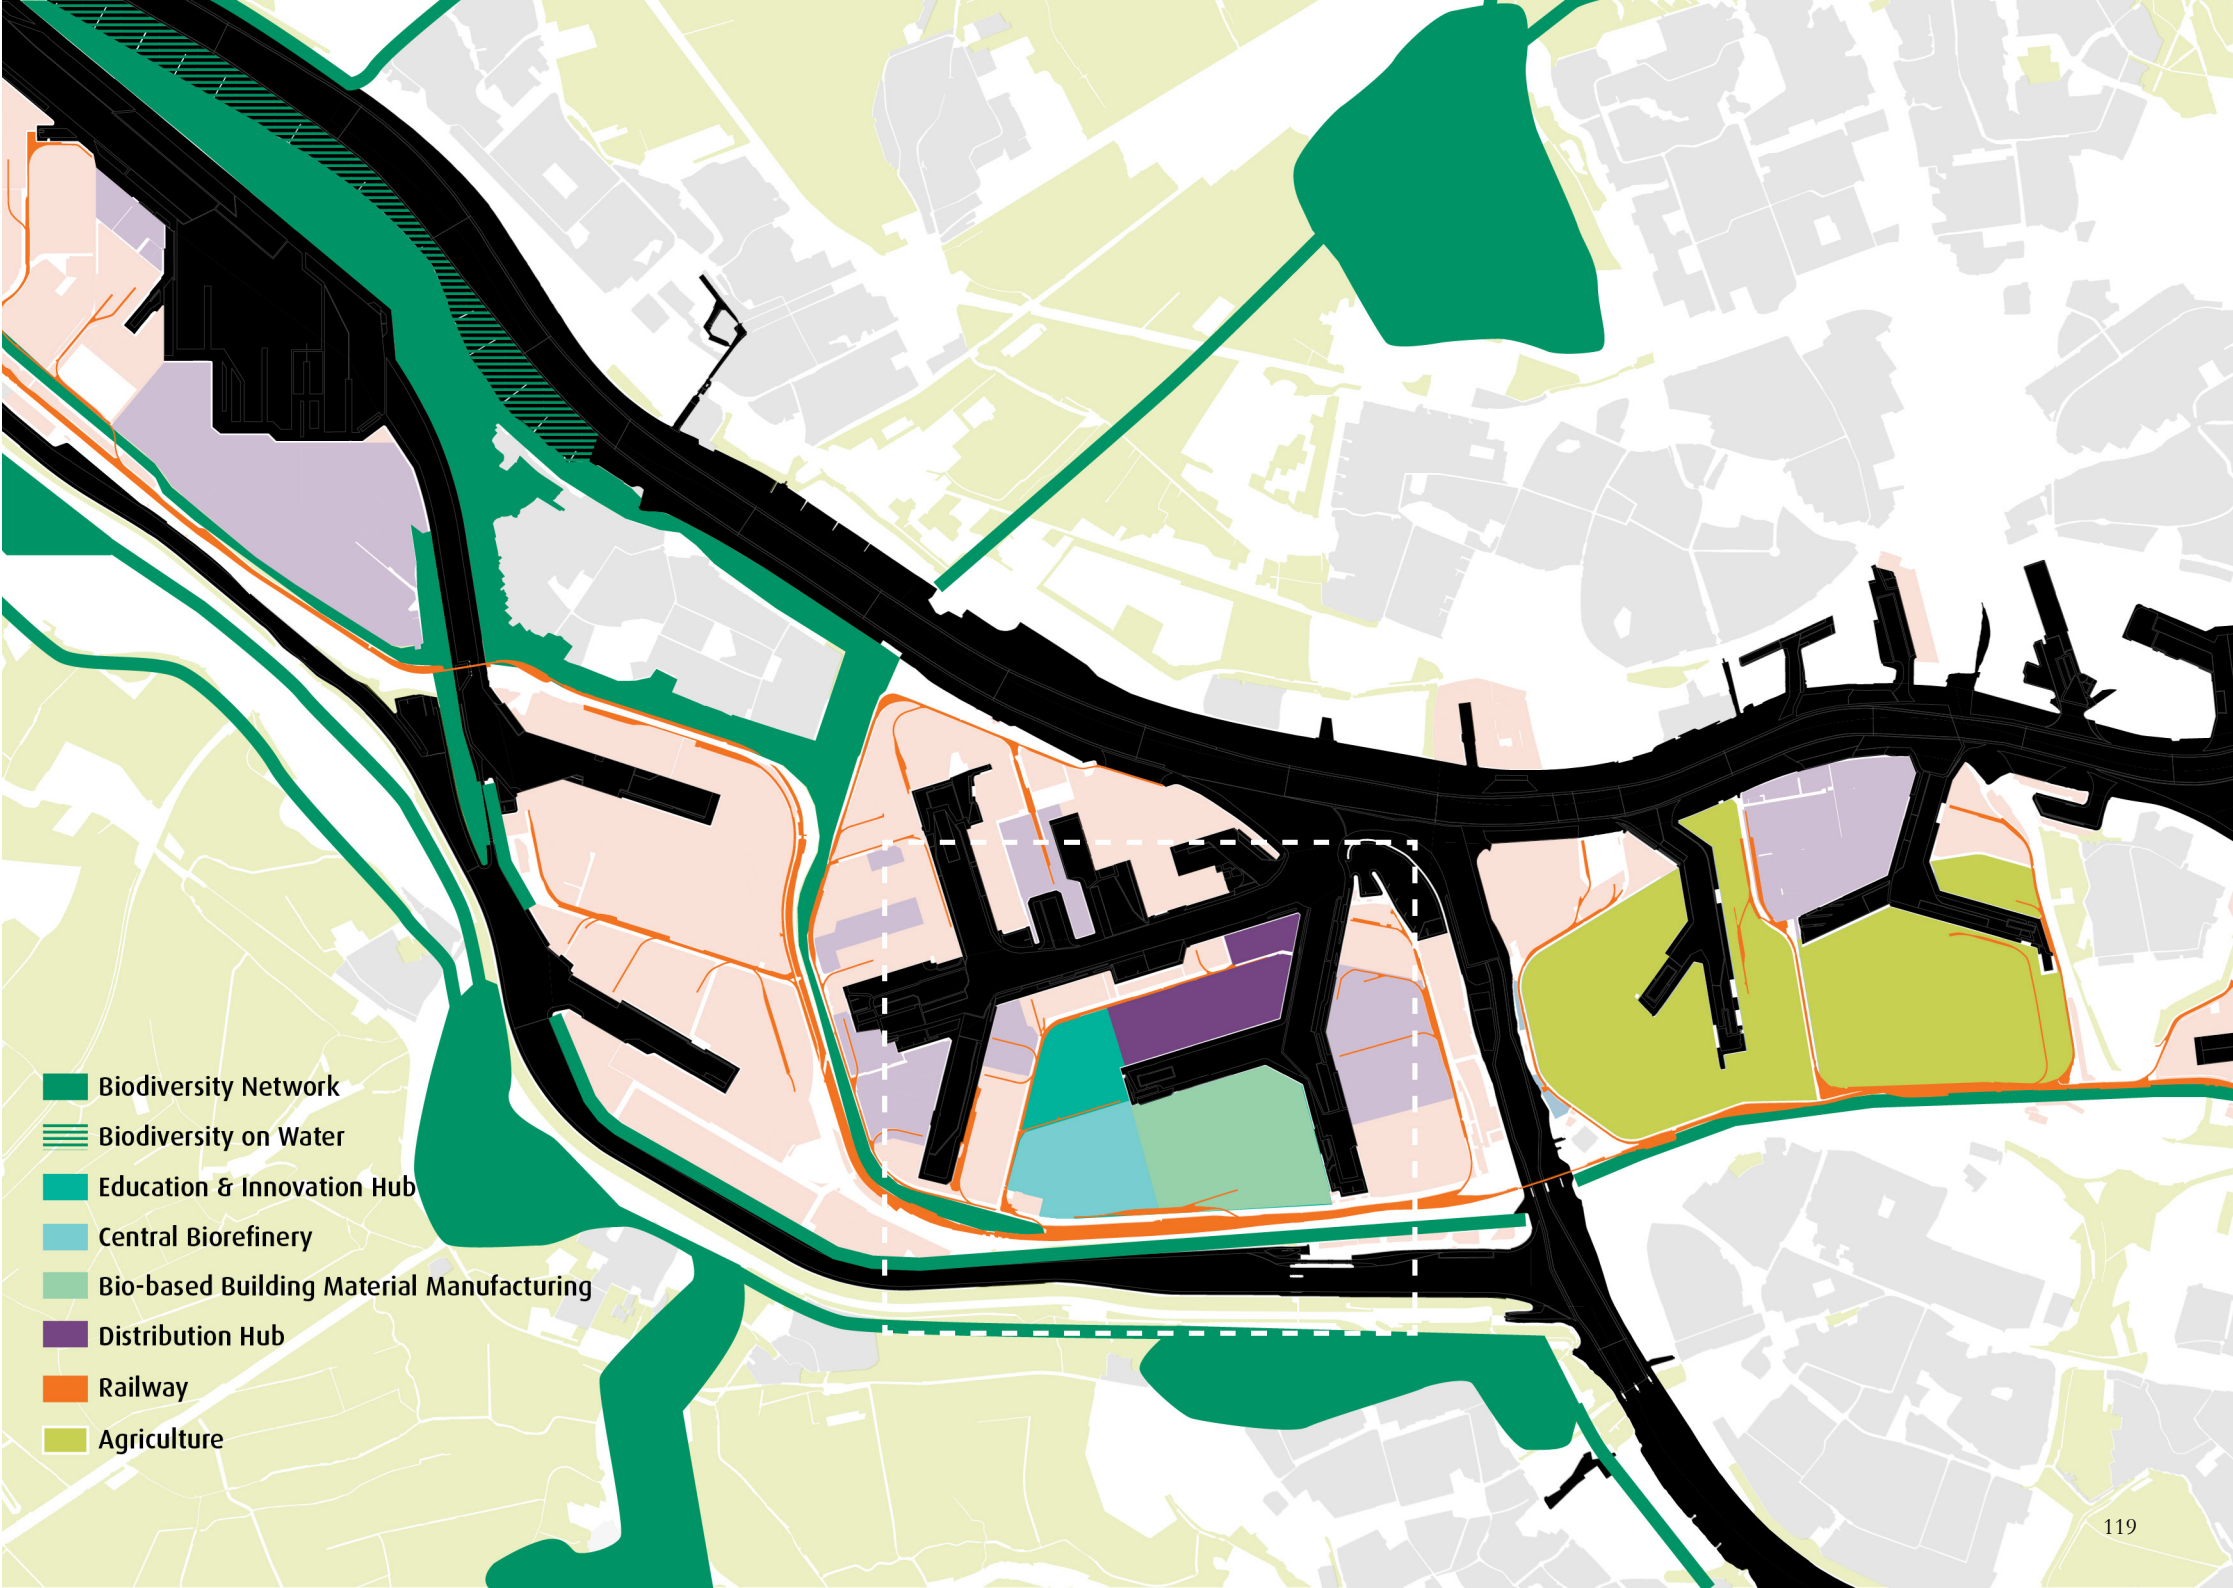 Biodiversity Network
Biodiversity on Water
Education & Innovation Hub
Central Biorefinery
Bio-based Building Material Manufacturing
Distribution Hub
Railway
Agriculture
119